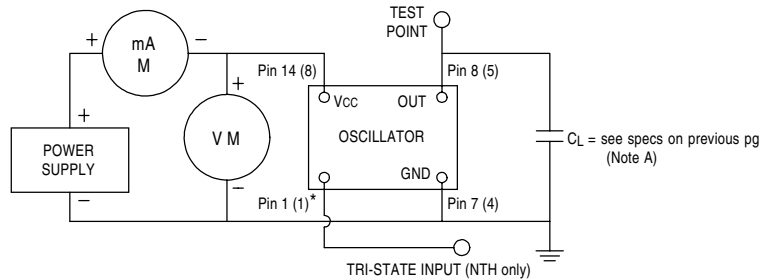 TEST
POINT
+
mA
M
–
Pin 14 (8)
Pin 8 (5)
+
+
VCC
OUT
POWER
SUPPLY
V M
OSCILLATOR
CL = see specs on previous pg
(Note A)
GND
–
–
Pin 1 (1)*
Pin 7 (4)
TRI-STATE INPUT (NTH only)